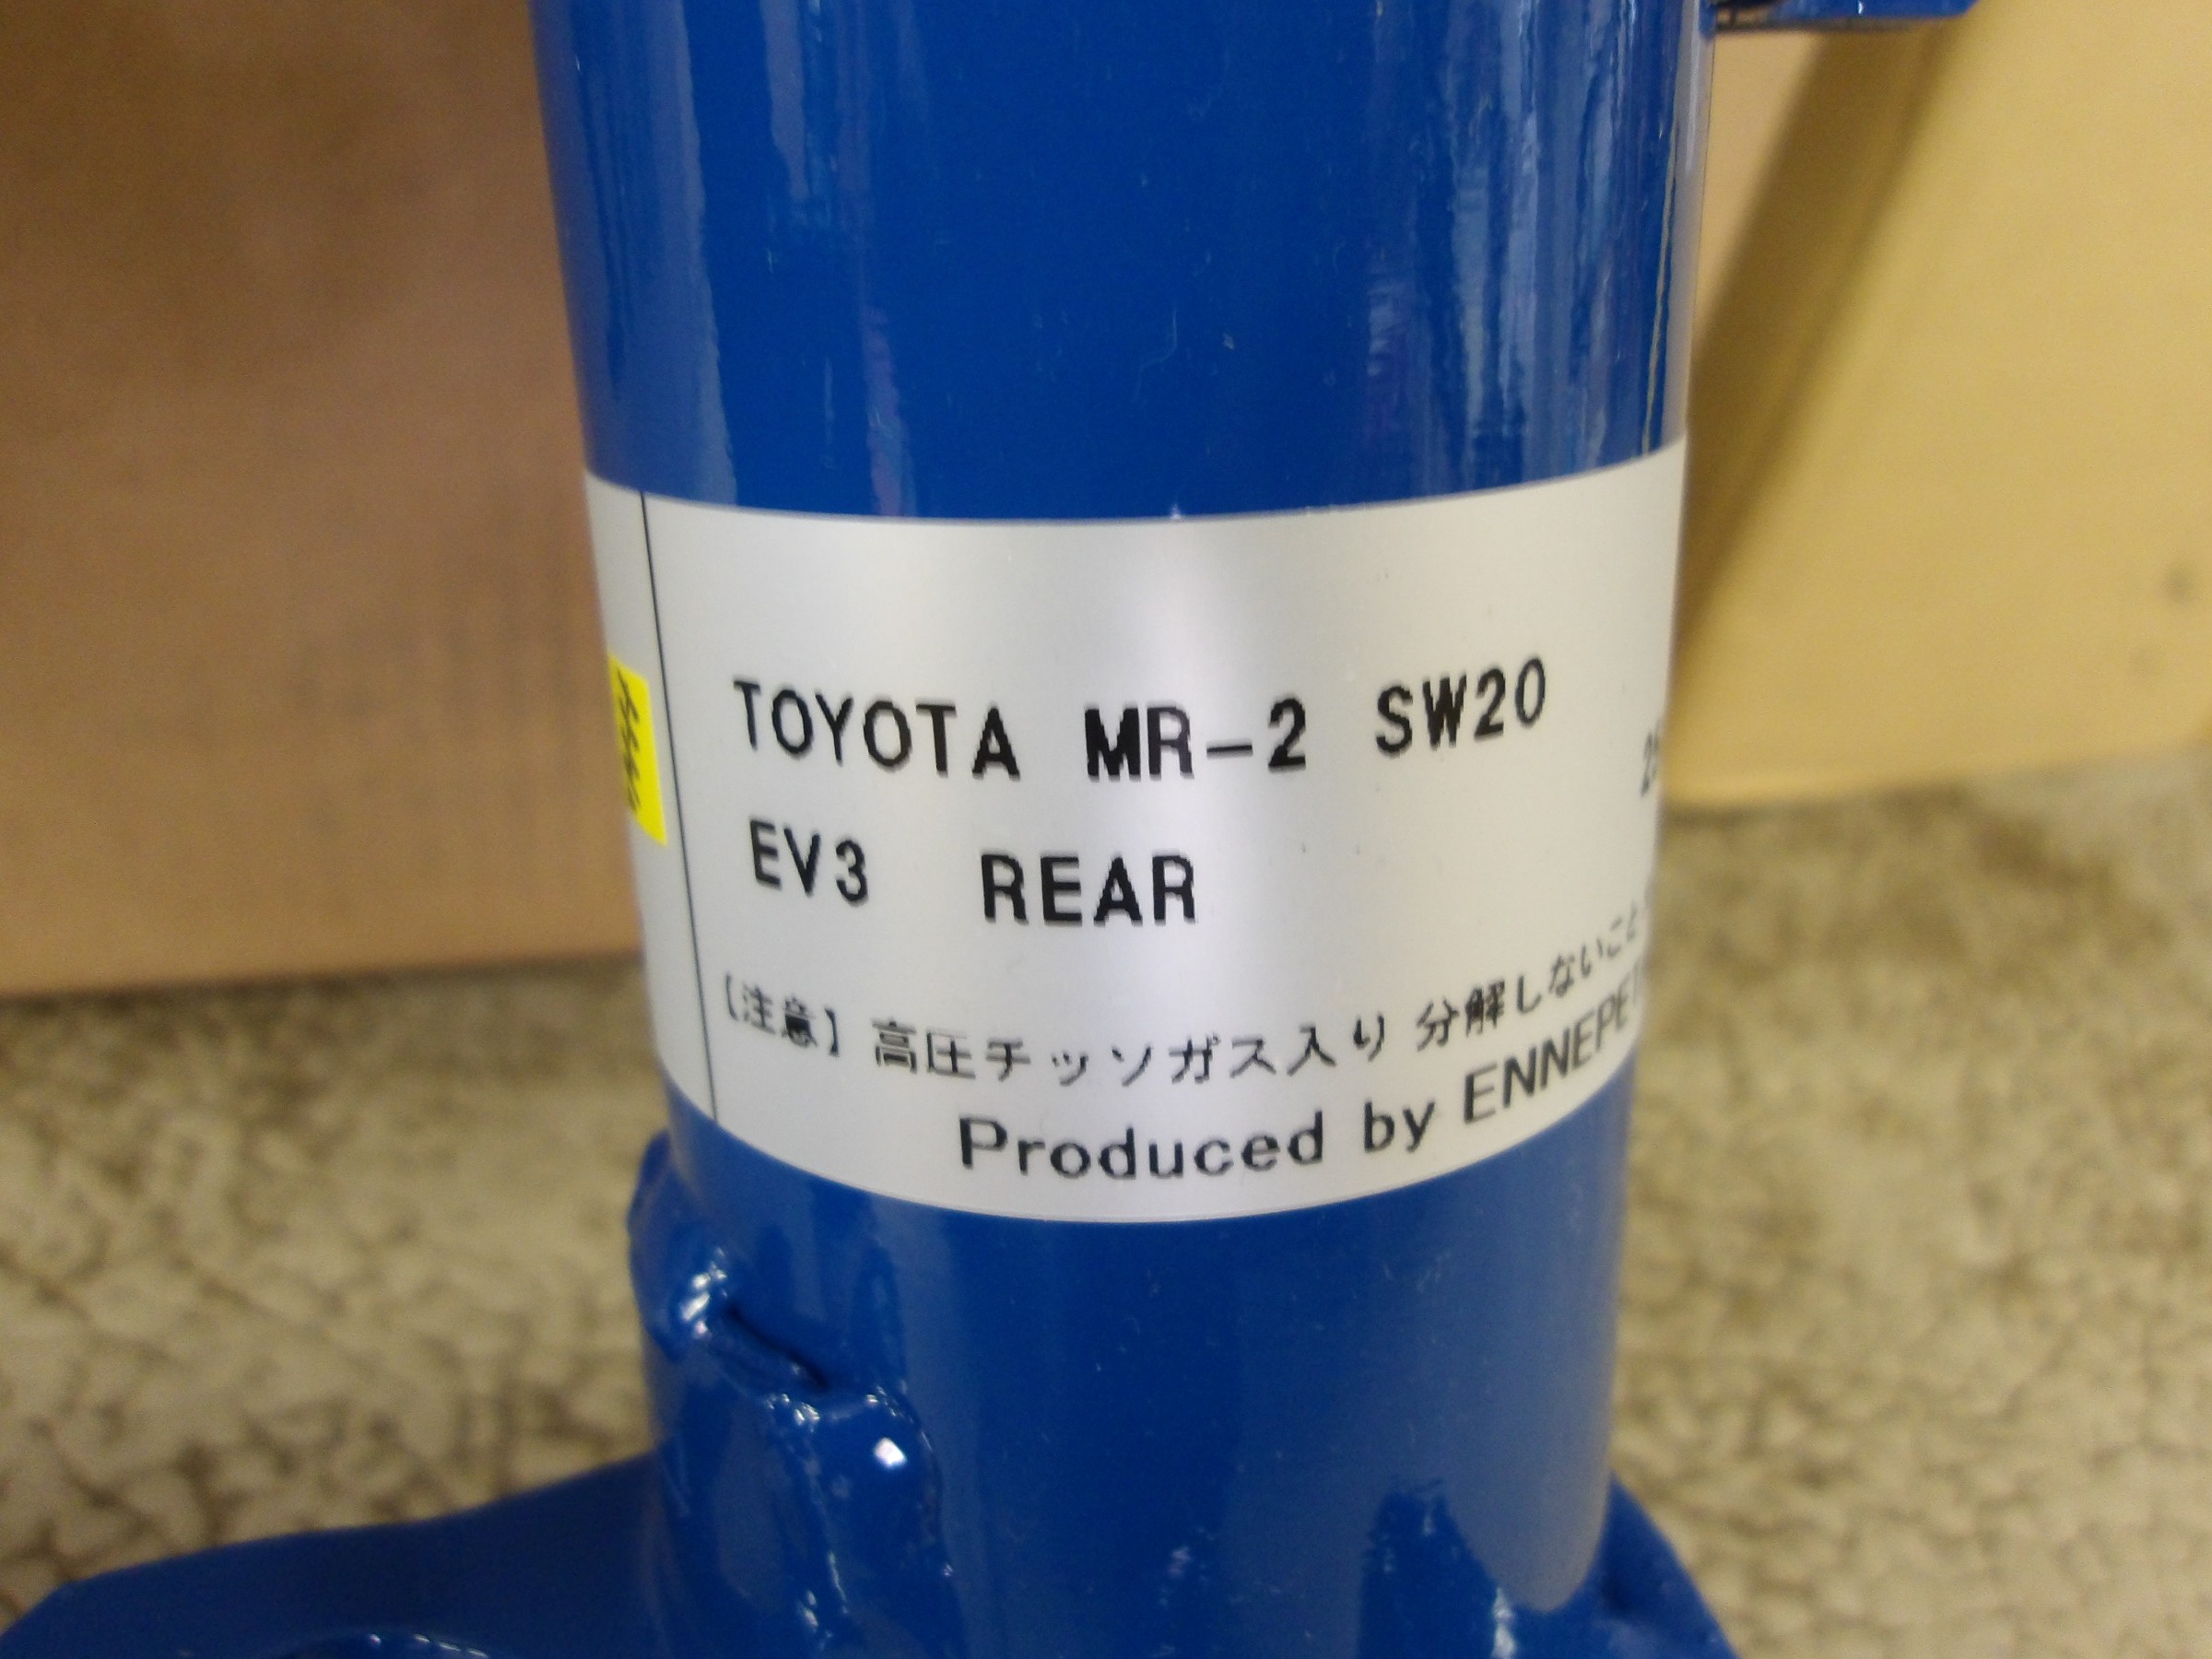 TOYOTA MR-2 SW20
EV3 REAR
【注意】高圧チッソガス入り 分解しないこと
Produced by